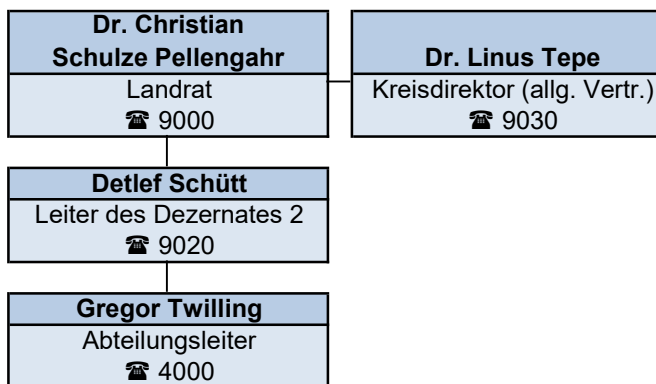 Dr. Christian
Schulze Pellengahr
Landrat
☎ 9000
Dr. Linus Tepe
Kreisdirektor (allg. Vertr.)
☎ 9030
Detlef Schütt
Leiter des Dezernates 2
☎ 9020
Gregor Twilling
Abteilungsleiter
☎ 4000